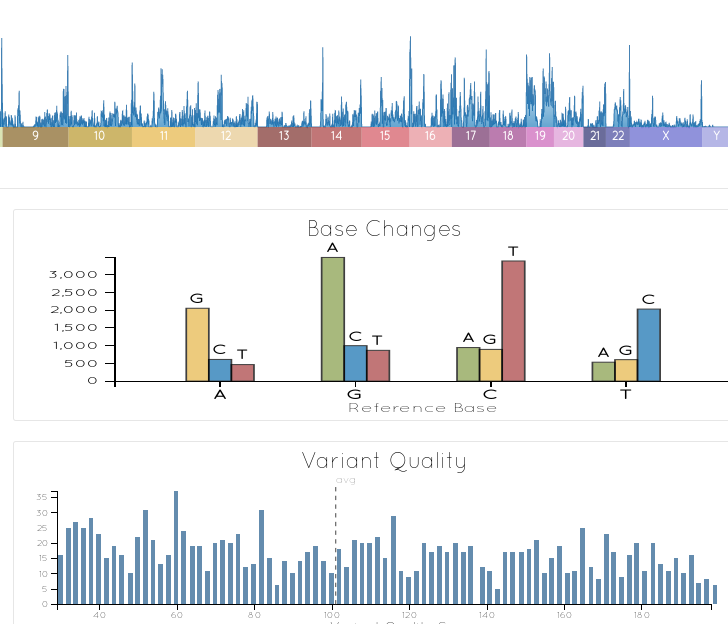 9 10 11 12 13 14 15 16 17 18 19 20 21 22 X Y
Base Changes
3,000
2,500
2,000
1,500
1,000
500
0
G C T
A C T
A G T
A G C
A G C T
Reference Base
Variant Quality
avg
35
30
25
20
15
10
5
0
40 60 80 100 120 140 160 180